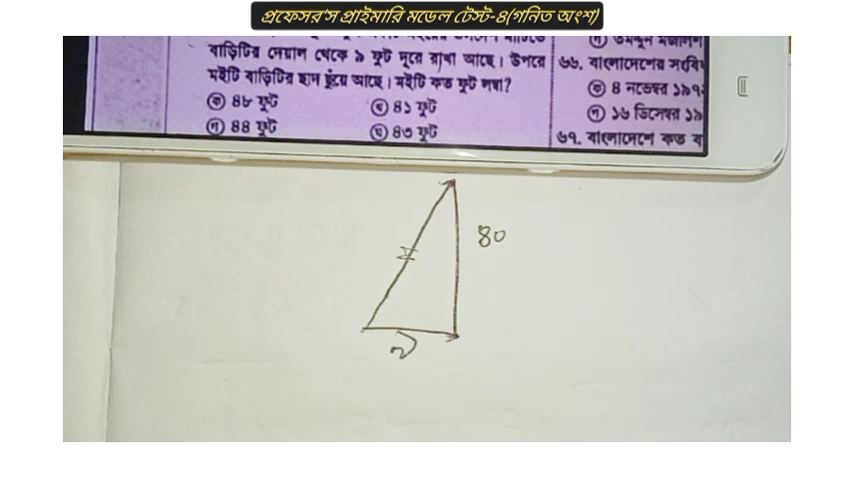 প্রফেসর'স প্রাইমারি মডেল টেস্ট-৪(গনিত অংশ)
বাড়িটির দেয়াল থেকে ৯ ফুট দূরে রাখা আছে। উপরে
মইটি বাড়িটির ছাদ ছুঁয়ে আছে। মইটি কত ফুট লম্বা?
ক ৪৮ ফুট
খ ৪১ ফুট
গ ৪৪ ফুট
ঘ ৪৩ ফুট
৬৬. বাংলাদেশের সংবি
ক ৪ নভেম্বর ১৯৭২
গ ১৬ ডিসেম্বর ১৯
৬৭. বাংলাদেশে কত ব
৪০
৯